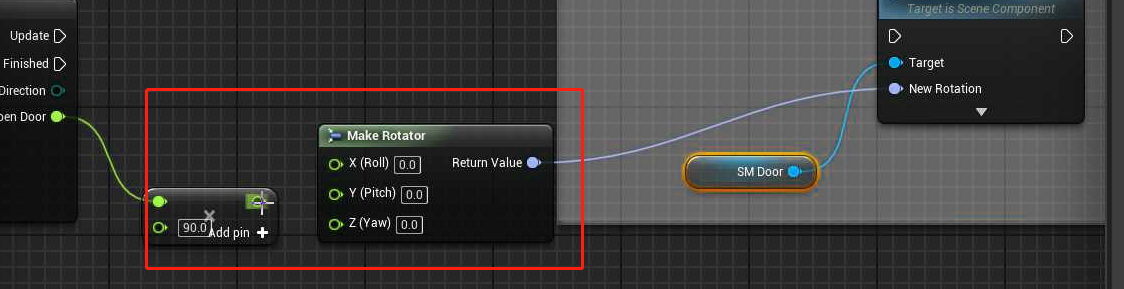 Target is Scene Component
Update
Finished
Target
Direction
New Rotation
pen Door
Make Rotator
X (Roll) 0.0
Return Value
SM Door
Y (Pitch) 0.0
Z (Yaw) 0.0
90.0
Add pin